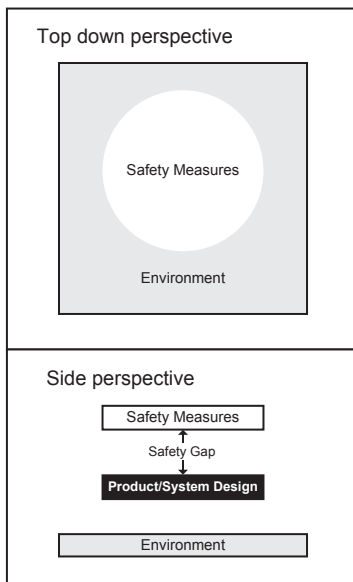 Top down perspective
Safety Measures
Environment
Side perspective
Safety Measures
Safety Gap
Product/System Design
Environment